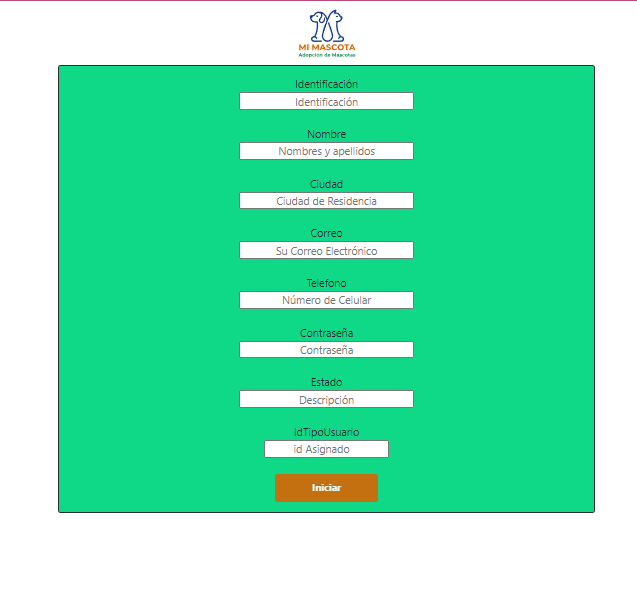 MI MASCOTA
Adopción de Mascotas
Identificación
Identificación
Nombre
Nombres y apellidos
Ciudad
Ciudad de Residencia
Correo
Su Correo Electrónico
Telefono
Número de Celular
Contraseña
Contraseña
Estado
Descripción
IdTipoUsuario
id Asignado
Iniciar